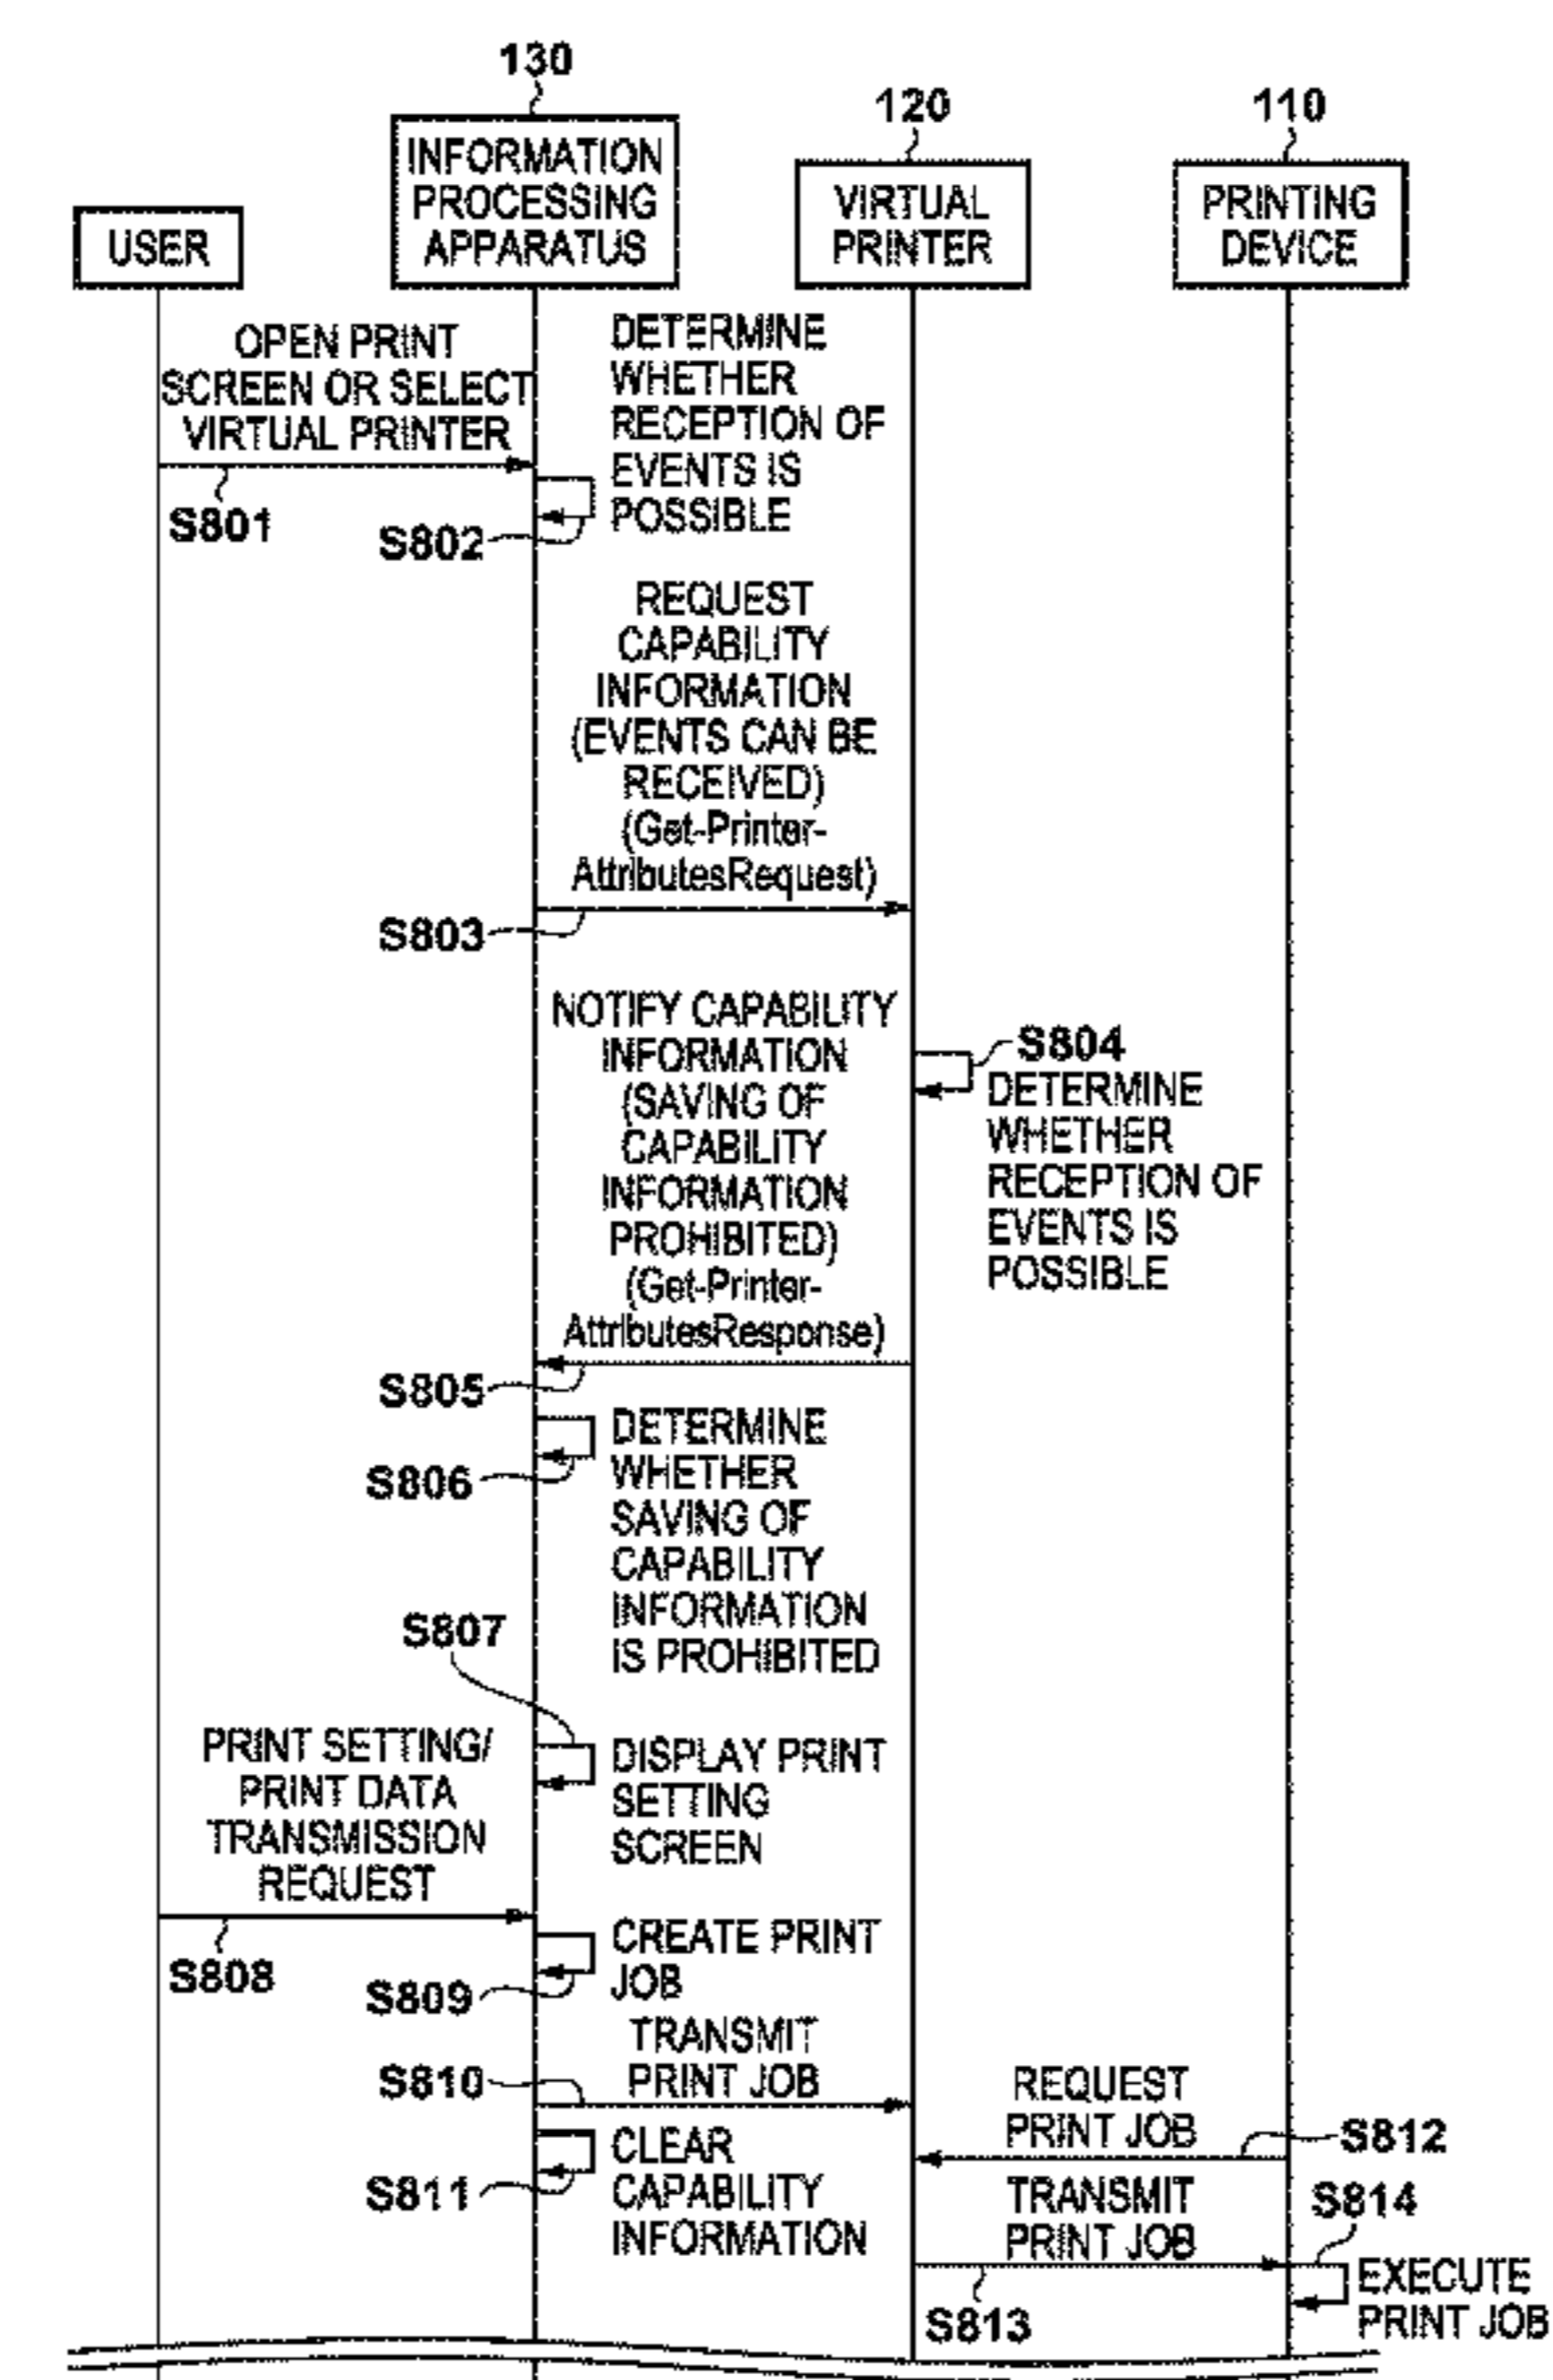 130
120
110
INFORMATION
PROCESSING
APPARATUS
VIRTUAL
PRINTER
PRINTING
DEVICE
USER
OPEN PRINT
SCREEN OR SELECT
VIRTUAL PRINTER
S801
DETERMINE
WHETHER
RECEPTION OF
EVENTS IS
POSSIBLE
S802
REQUEST
CAPABILITY
INFORMATION
(EVENTS CAN BE
RECEIVED)
(Get-Printer-
AttributesRequest)
S803
NOTIFY CAPABILITY
INFORMATION
(SAVING OF
CAPABILITY
INFORMATION
PROHIBITED)
(Get-Printer-
AttributesResponse)
S804
DETERMINE
WHETHER
RECEPTION OF
EVENTS IS
POSSIBLE
S805
DETERMINE
WHETHER
SAVING OF
CAPABILITY
INFORMATION
IS PROHIBITED
S806
S807
DISPLAY PRINT
SETTING
SCREEN
PRINT SETTING/
PRINT DATA
TRANSMISSION
REQUEST
S808
CREATE PRINT
JOB
S809
TRANSMIT
PRINT JOB
S810
CLEAR
CAPABILITY
INFORMATION
S811
REQUEST
PRINT JOB
S812
TRANSMIT
PRINT JOB
S813
S814
EXECUTE
PRINT JOB